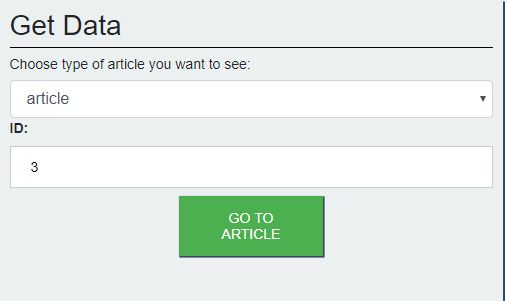 Get Data
Choose type of article you want to see:
article
ID:
3
GO TO
ARTICLE